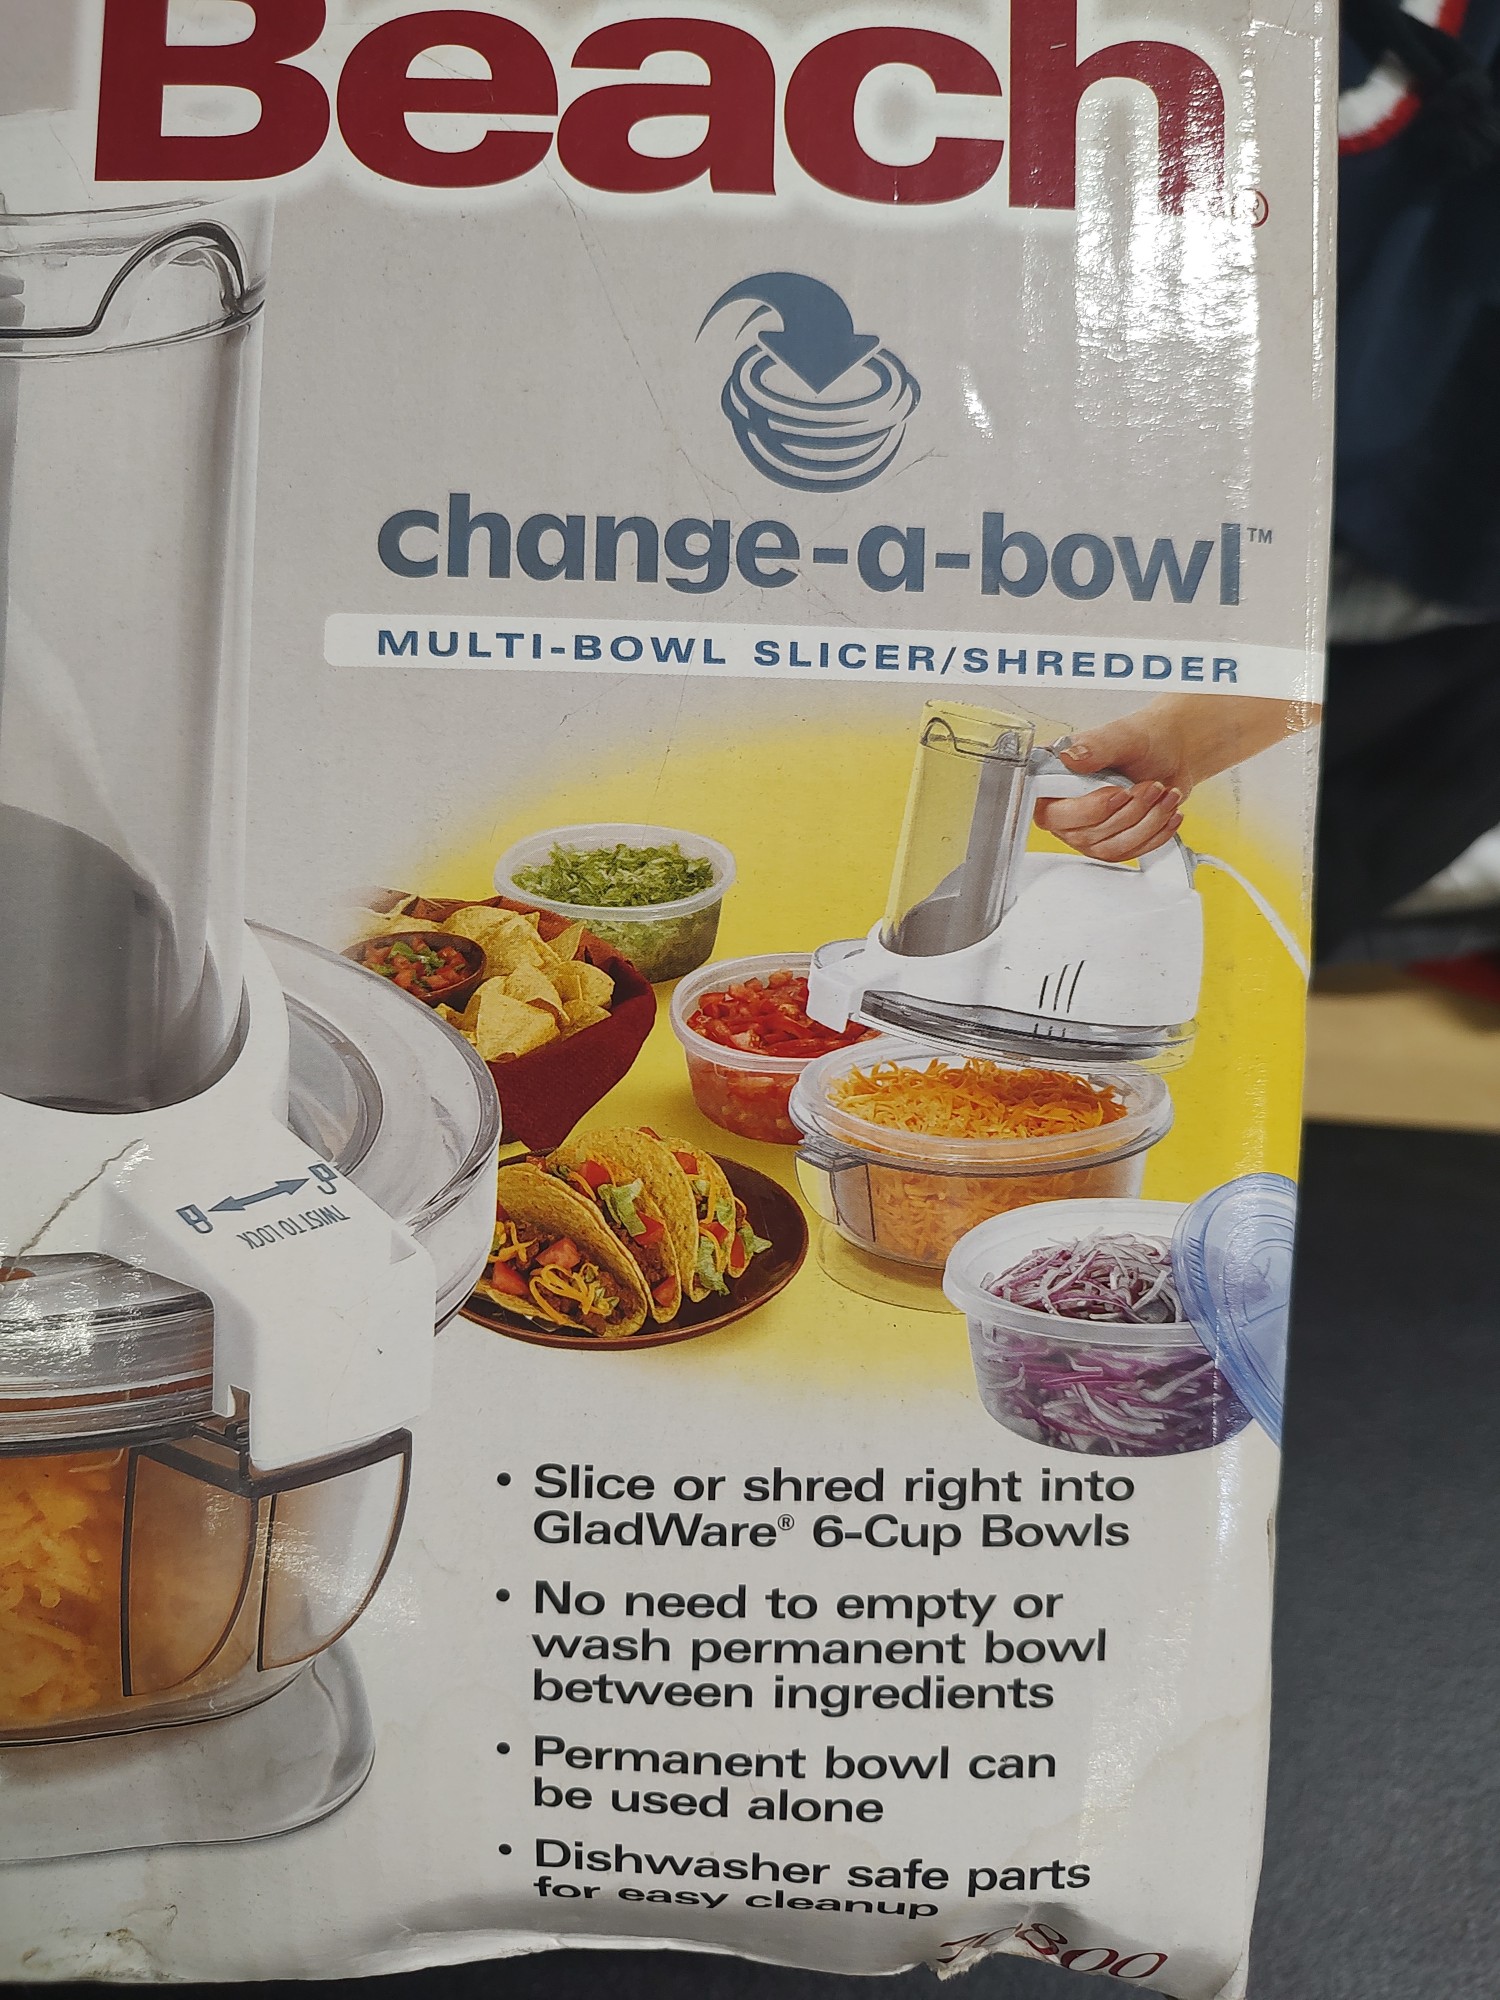 Beach®
change-a-bowl™
MULTI-BOWL SLICER/SHREDDER
TWIST TO LOCK
• Slice or shred right into
GladWare® 6-Cup Bowls
• No need to empty or
wash permanent bowl
between ingredients
• Permanent bowl can
be used alone
• Dishwasher safe parts
for easy cleanup